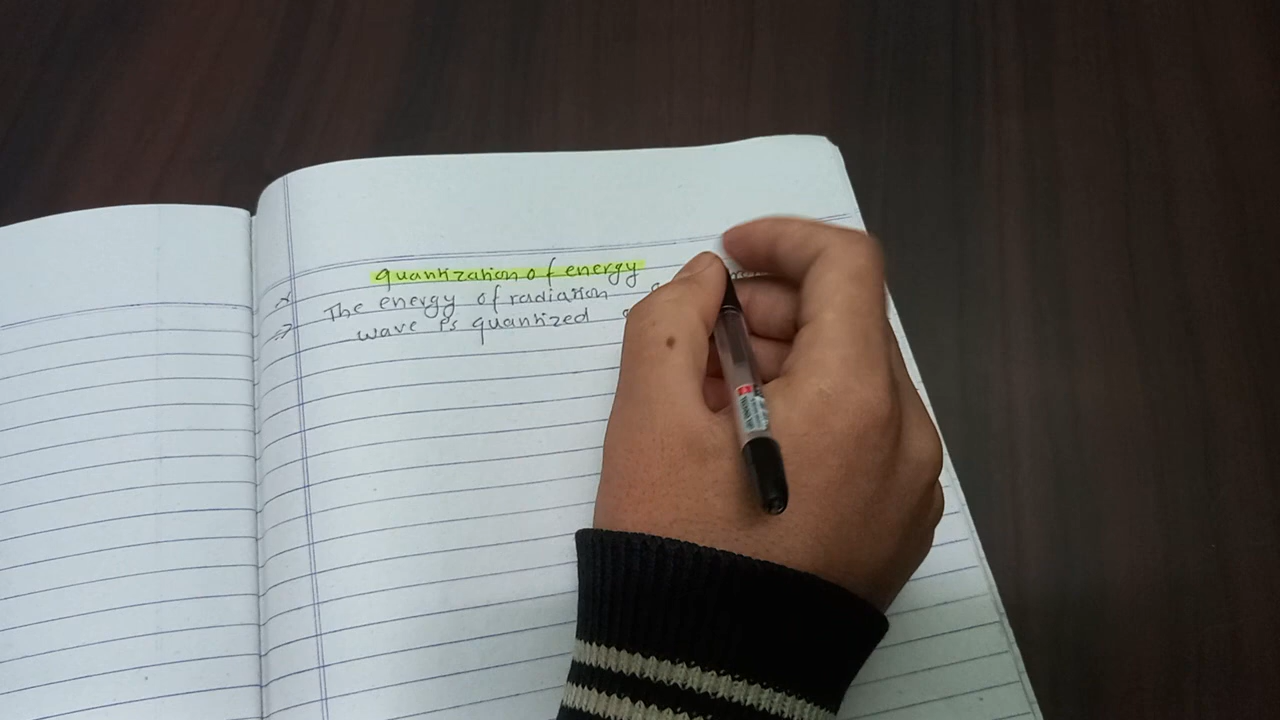 quantization of energy
The energy of radiation
wave is quantized